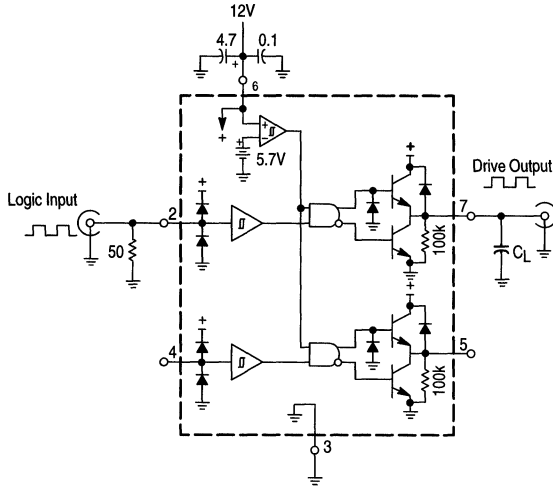 12V
4.7
0.1
+
6
+
+
−
5.7V
+
Drive Output
Logic Input
+
2
7
50
100k
CL
+
+
4
5
100k
3